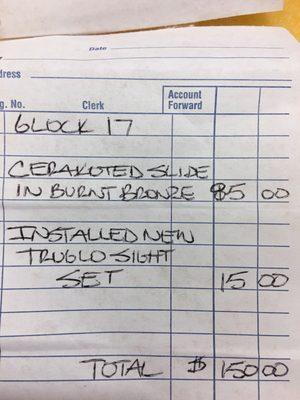 Date
dress
g. No. Clerk Account
Forward
GLOCK 17
CERAKOTED SLIDE
IN BURNT BRONZE 00
INSTALLED NEW
TRUGLO SIGHT
SET 15 00
TOTAL $ 150 00